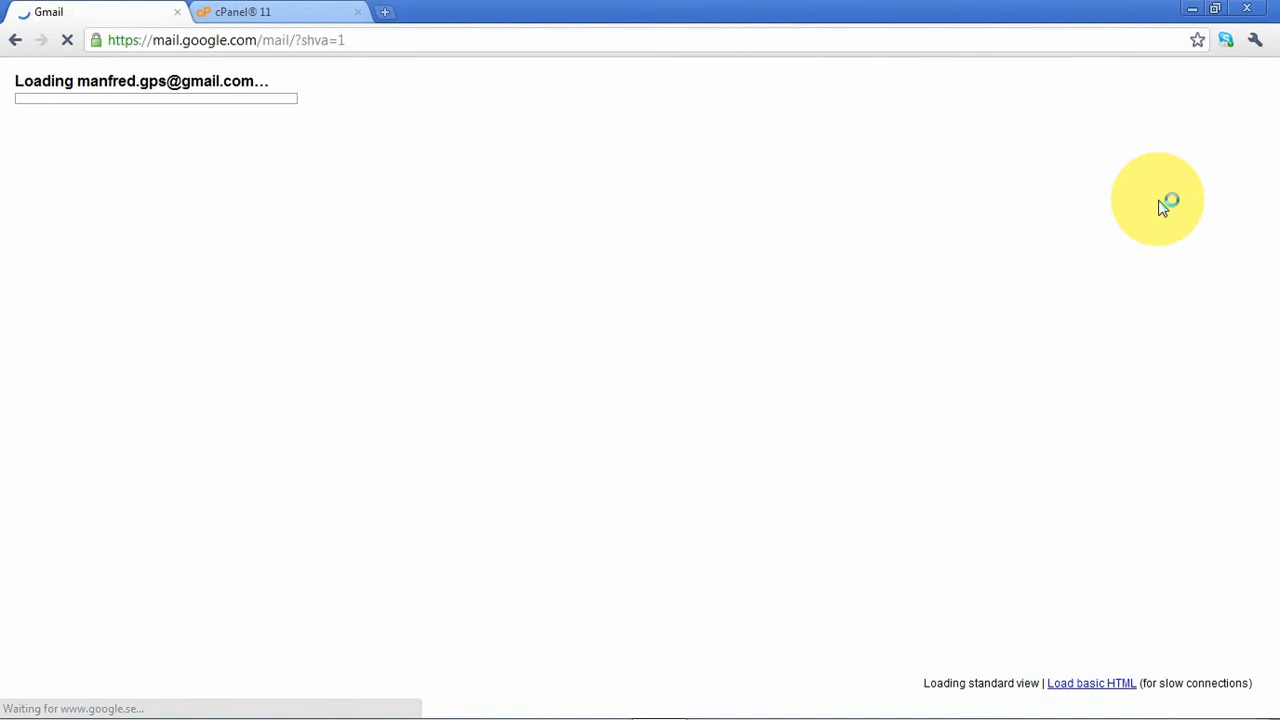 Gmail
cPanel® 11
https://mail.google.com/mail/?shva=1
Loading manfred.gps@gmail.com…
Loading standard view | Load basic HTML (for slow connections)
Waiting for www.google.se...